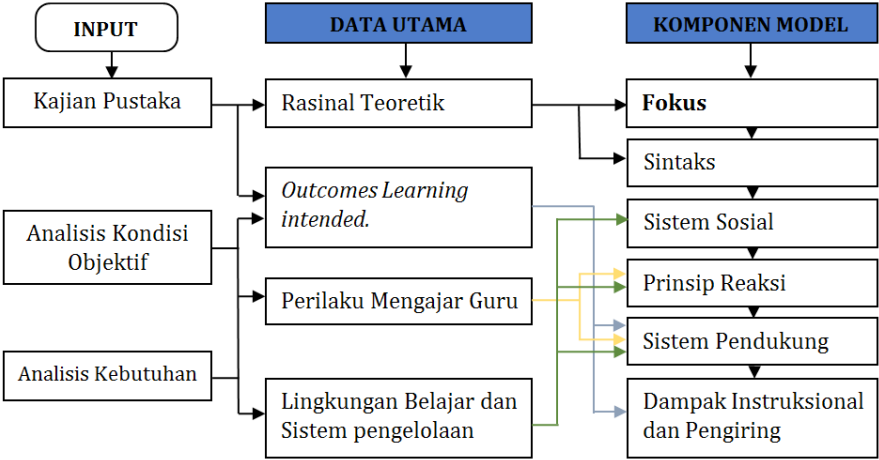 INPUT
DATA UTAMA
KOMPONEN MODEL
Kajian Pustaka
Rasinal Teoretik
Fokus
Sintaks
Outcomes Learning
intended.
Analisis Kondisi
Objektif
Sistem Sosial
Perilaku Mengajar Guru
Prinsip Reaksi
Sistem Pendukung
Analisis Kebutuhan
Lingkungan Belajar dan
Sistem pengelolaan
Dampak Instruksional
dan Pengiring